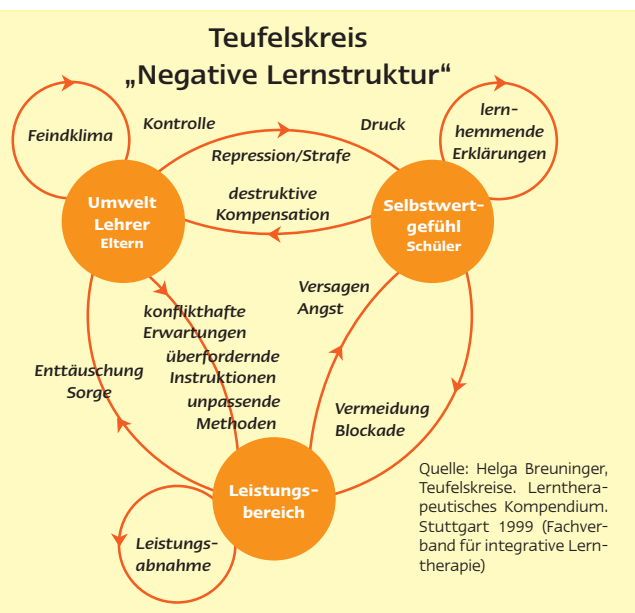 Teufelskreis
„Negative Lernstruktur“
Feindklima
Kontrolle
Druck
Repression/Strafe
lern-
hemmende
Erklärungen
destruktive
Kompensation
Umwelt
Lehrer
Eltern
Selbstwert-
gefühl
Schüler
konflikthafte
Erwartungen
überfordernde
Instruktionen
unpassende
Methoden
Versagen
Angst
Enttäuschung
Sorge
Vermeidung
Blockade
Leistungs-
bereich
Leistungs-
abnahme
Quelle: Helga Breuninger,
Teufelskreise. Lernthera-
peutisches Kompendium.
Stuttgart 1999 (Fachver-
band für integrative Lern-
therapie)